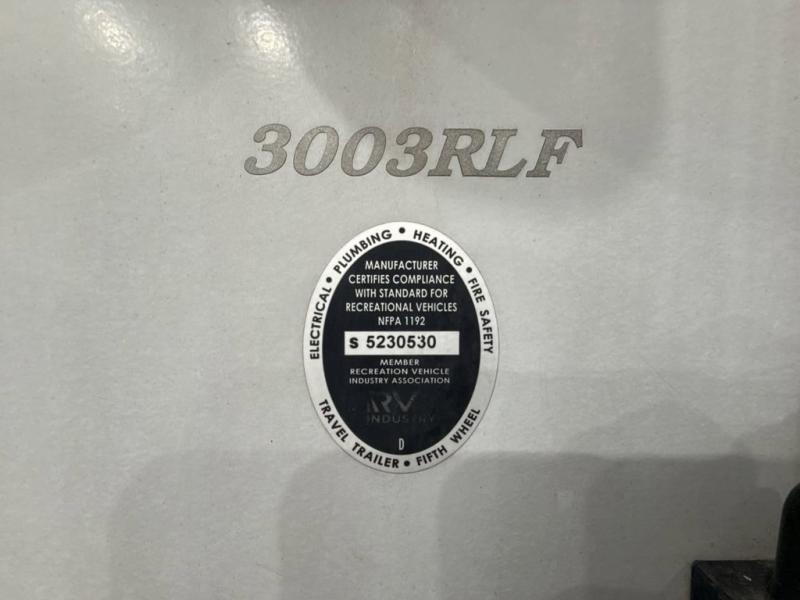 3003RLF
ELECTRICAL • PLUMBING • HEATING • FIRE SAFETY
MANUFACTURER
CERTIFIES COMPLIANCE
WITH STANDARD FOR
RECREATIONAL VEHICLES
NFPA 1192
S 5230530
MEMBER
RECREATION VEHICLE
INDUSTRY ASSOCIATION
RV
INDUSTRY
D
TRAVEL TRAILER • FIFTH WHEEL